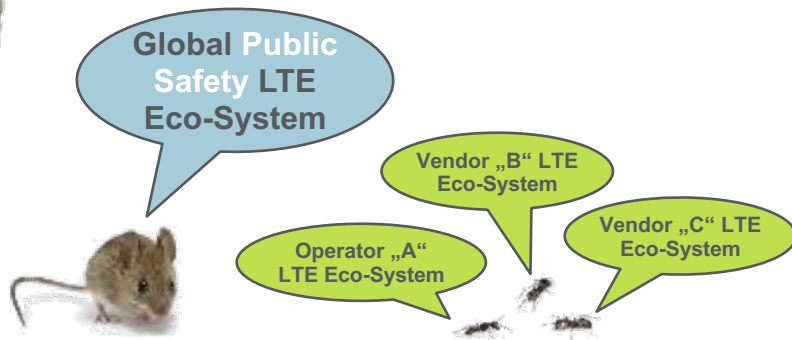 Global Public
Safety LTE
Eco-System
Vendor „B“ LTE
Eco-System
Vendor „C“ LTE
Eco-System
Operator „A“
LTE Eco-System